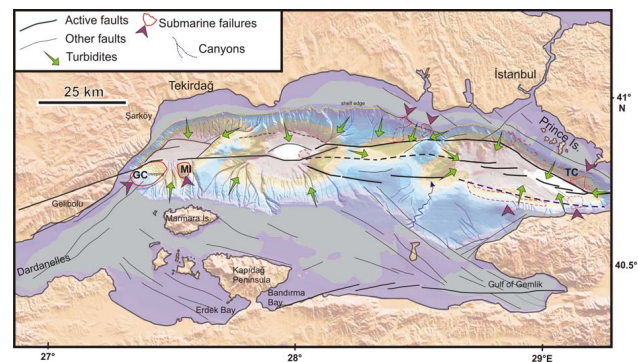 Active faults
Other faults
Turbidites
Submarine failures
Canyons
25 km
Tekirdağ
İstanbul
41°
N
Şarköy
shelf edge
Prince Is.
GC
MI
TC
Gelibolu
Marmara Is.
Dardanelles
Kapıdağ
Peninsula
Bandırma
Bay
Erdek Bay
Gulf of Gemlik
40.5°
27°
28°
29°E